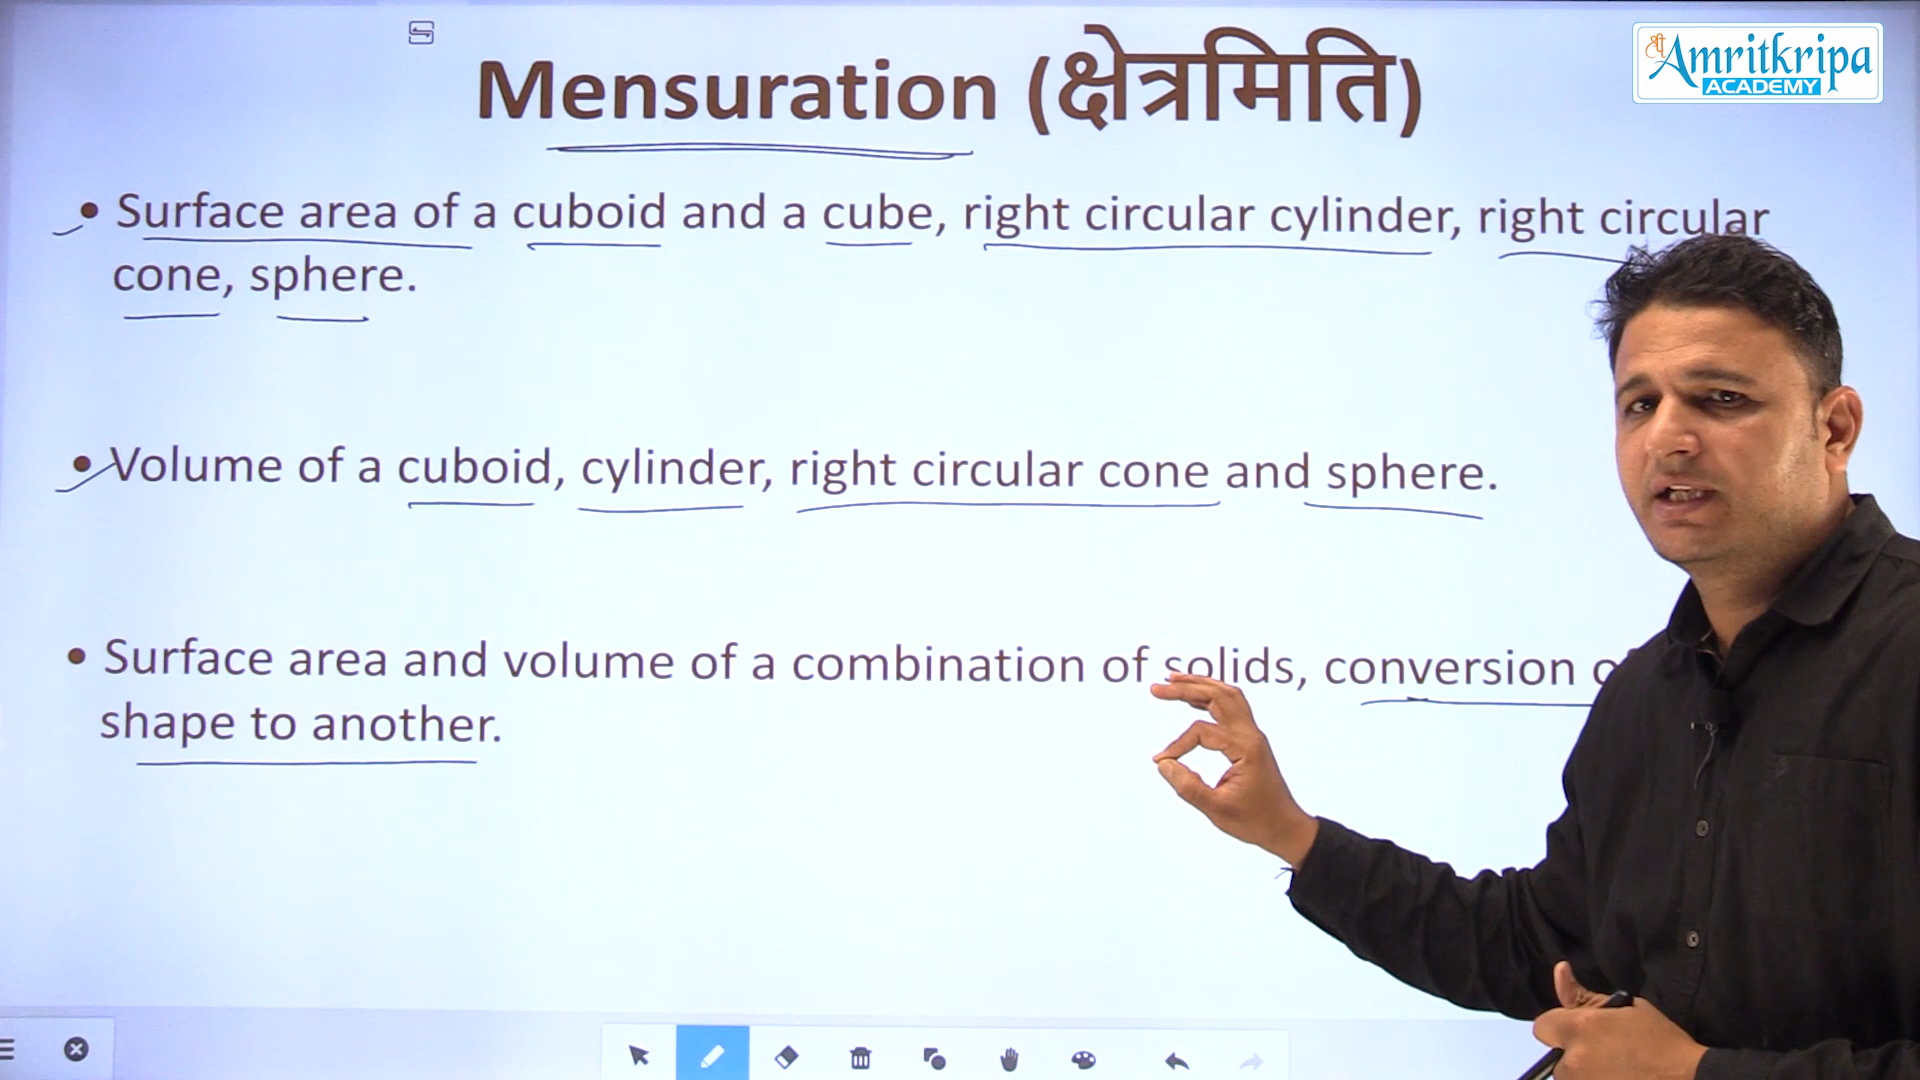 श्री Amritkripa
ACADEMY
Mensuration (क्षेत्रमिति)
• Surface area of a cuboid and a cube, right circular cylinder, right circular
cone, sphere.
• Volume of a cuboid, cylinder, right circular cone and sphere.
• Surface area and volume of a combination of solids, conversion
shape to another.